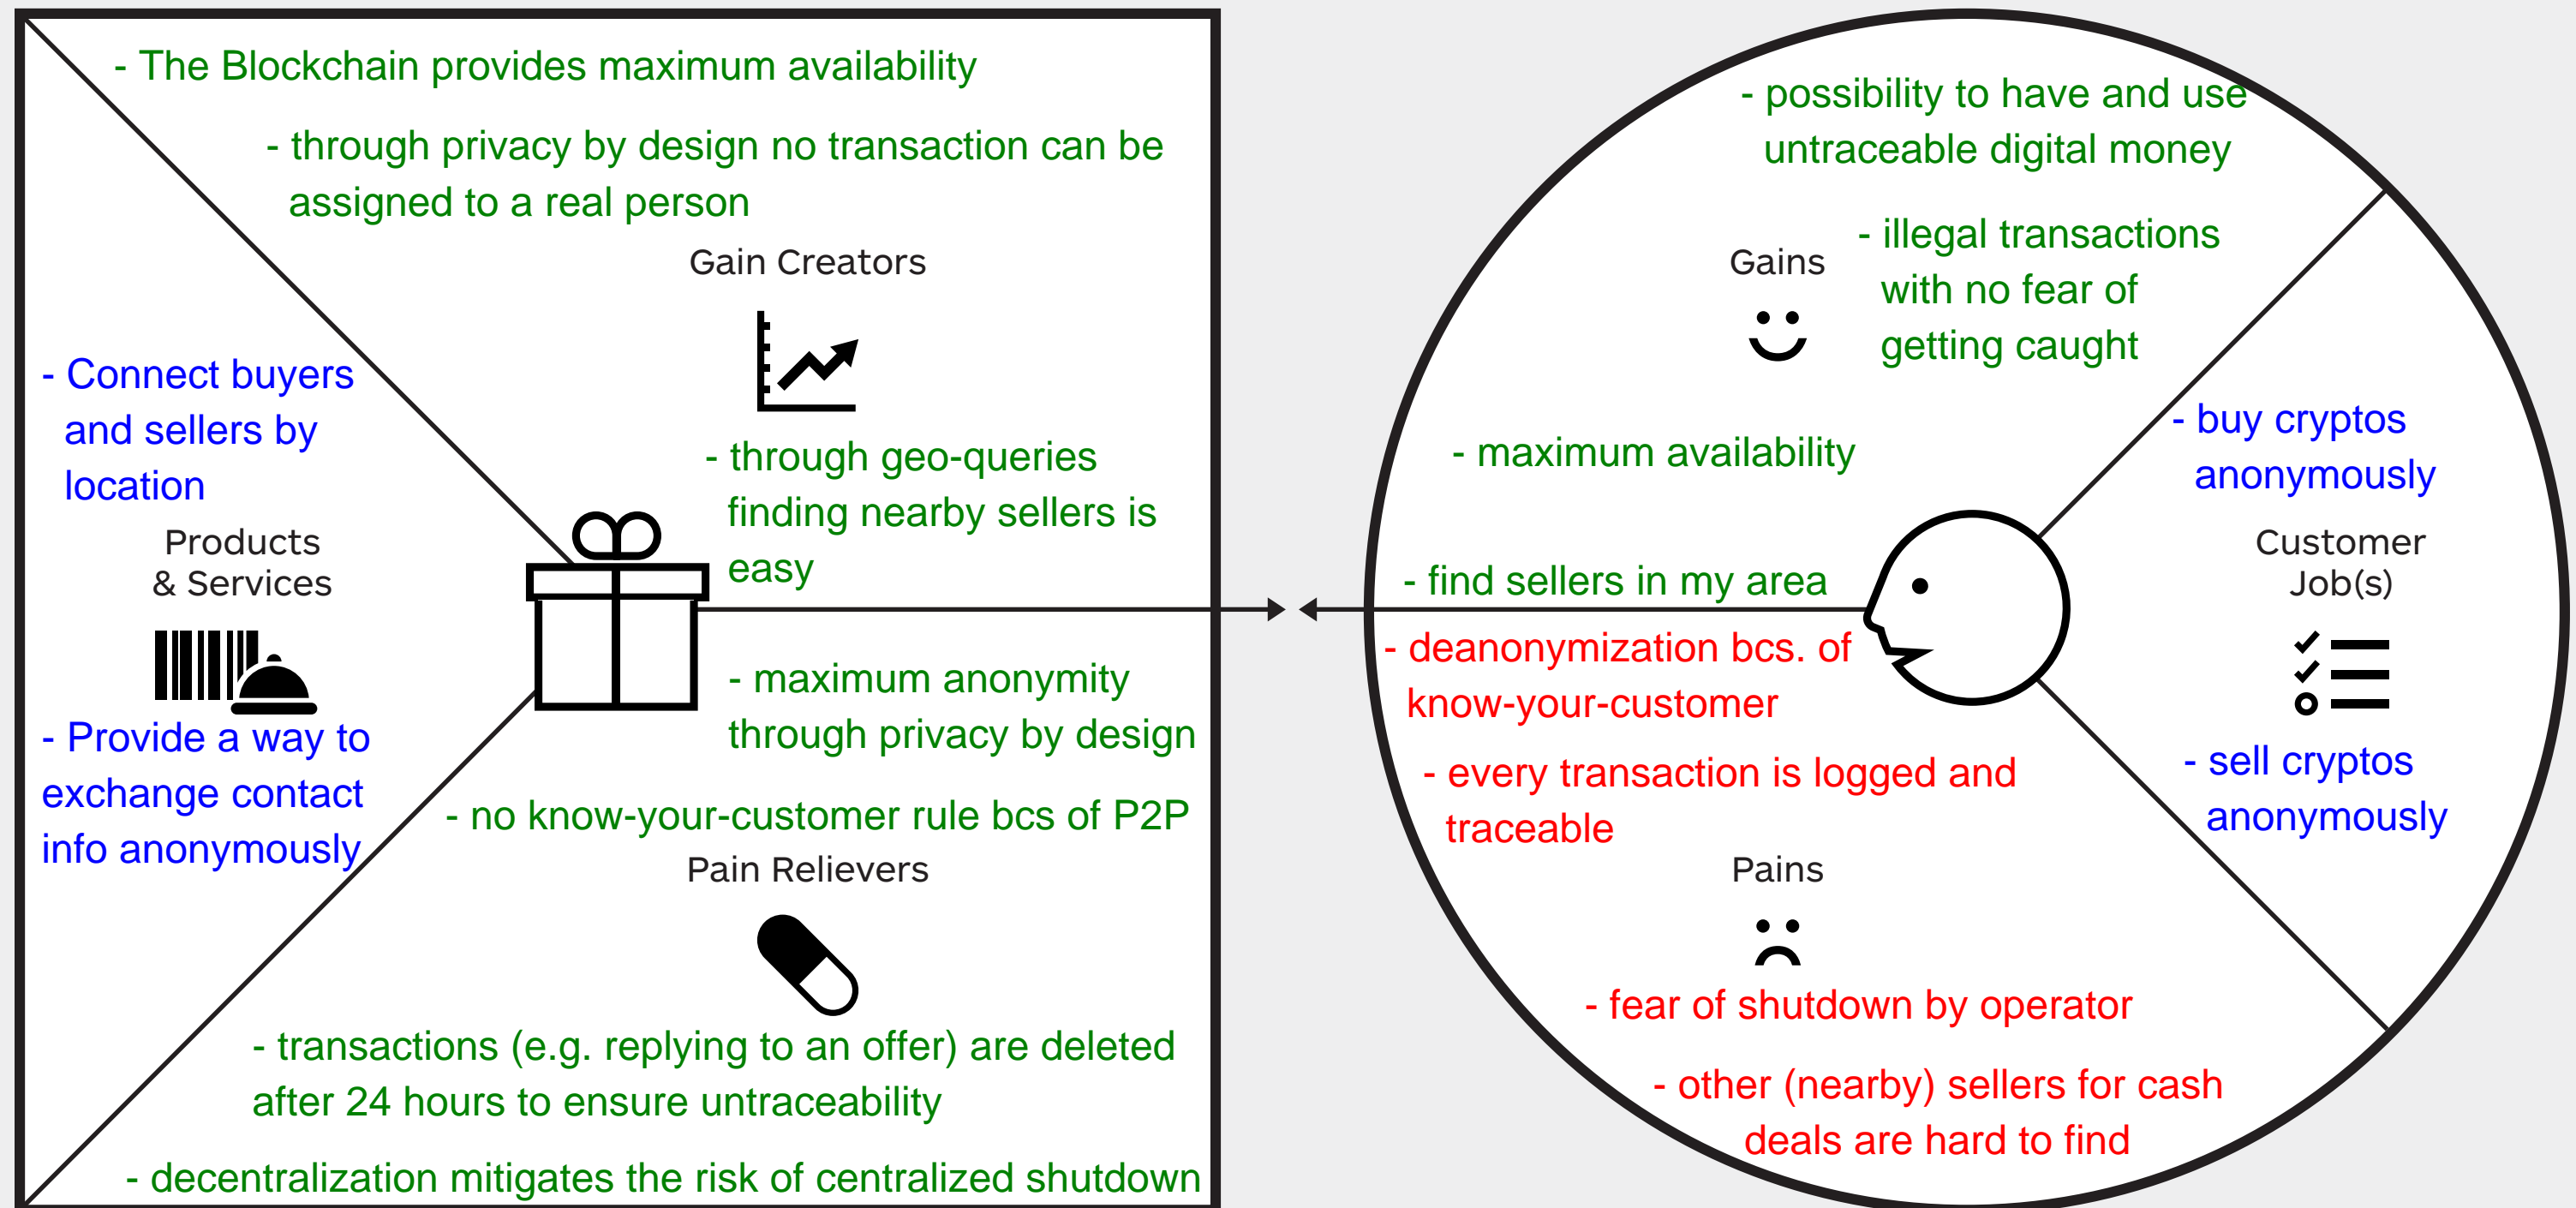 - The Blockchain provides maximum availability
- through privacy by design no transaction can be
assigned to a real person
Gain Creators
- through geo-queries
finding nearby sellers is
easy
- Connect buyers
and sellers by
location
Products
& Services
- Provide a way to
exchange contact
info anonymously
- maximum anonymity
through privacy by design
- no know-your-customer rule bcs of P2P
Pain Relievers
- transactions (e.g. replying to an offer) are deleted
after 24 hours to ensure untraceability
- decentralization mitigates the risk of centralized shutdown
- possibility to have and use
untraceable digital money
Gains
- illegal transactions
with no fear of
getting caught
- maximum availability
- find sellers in my area
- buy cryptos
anonymously
Customer
Job(s)
- sell cryptos
anonymously
- deanonymization bcs. of
know-your-customer
- every transaction is logged and
traceable
Pains
- fear of shutdown by operator
- other (nearby) sellers for cash
deals are hard to find